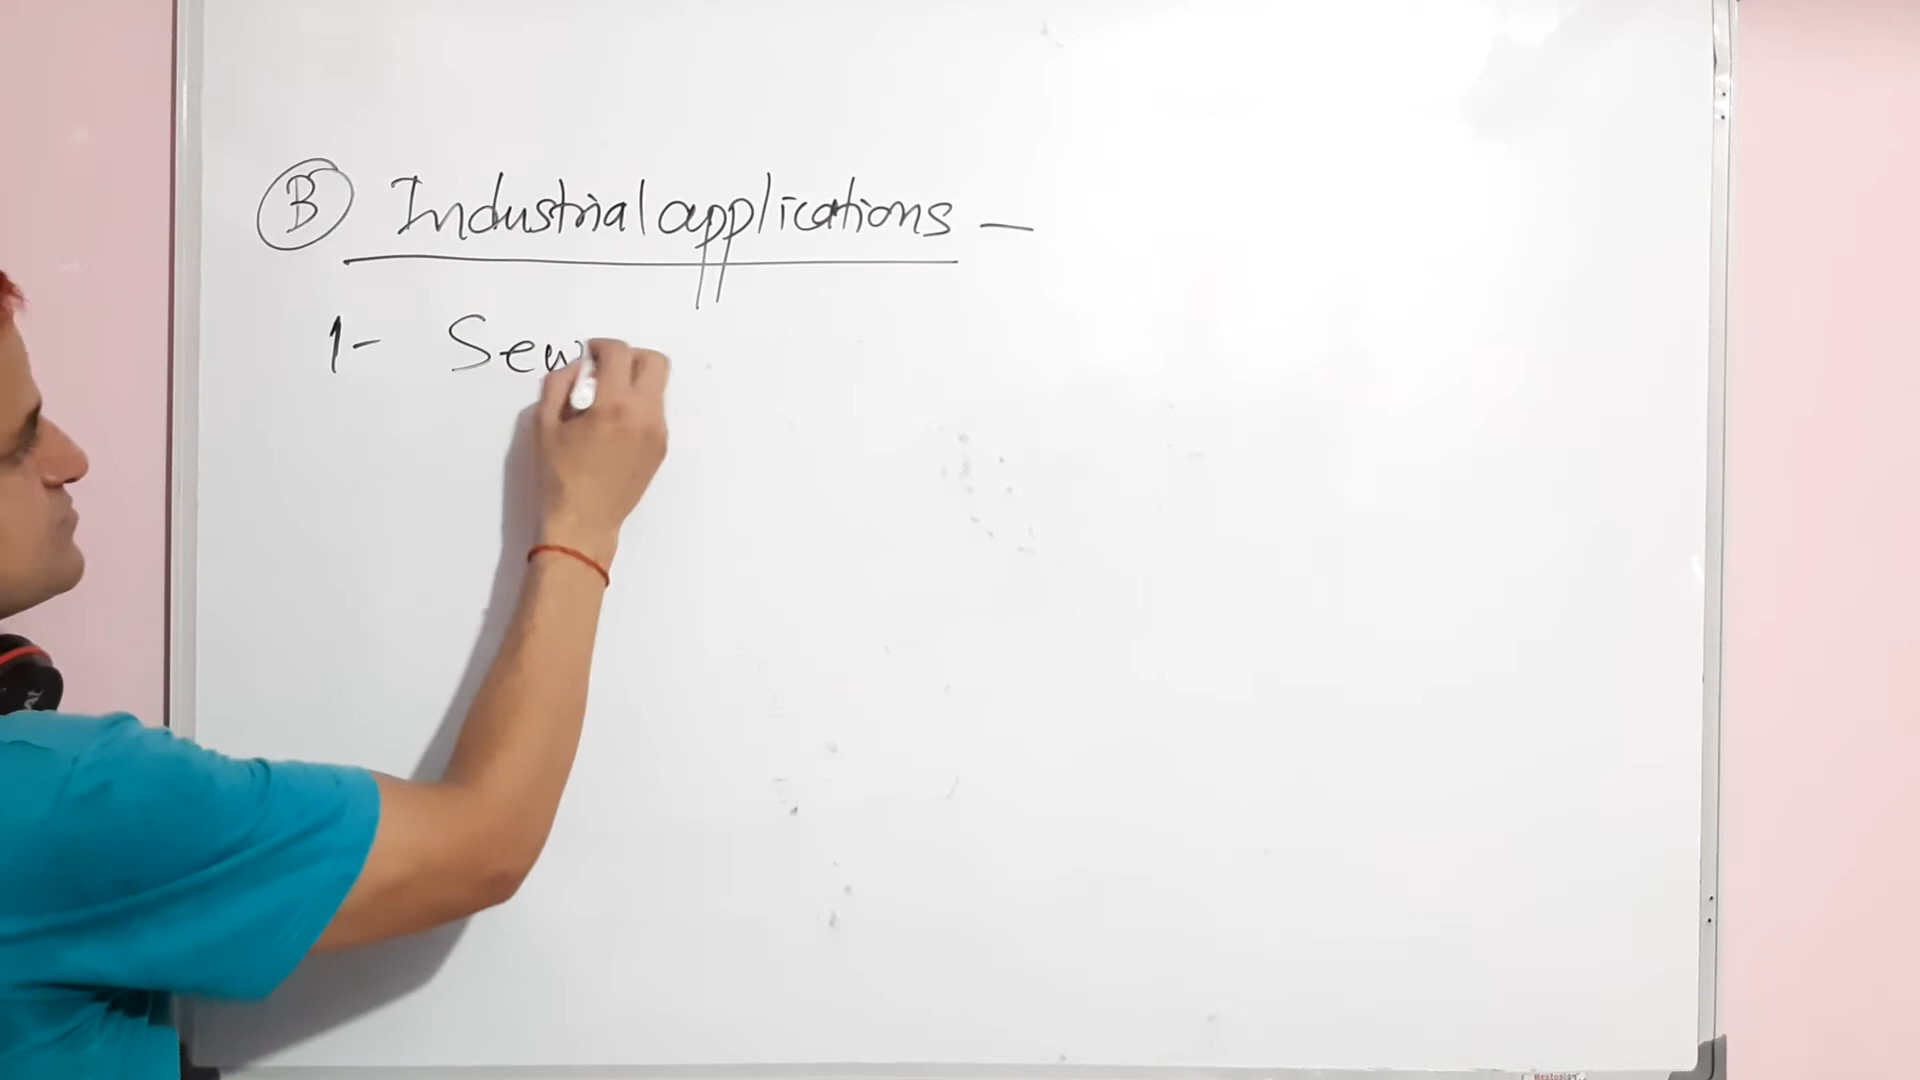 B Industrial applications —
1- Sew